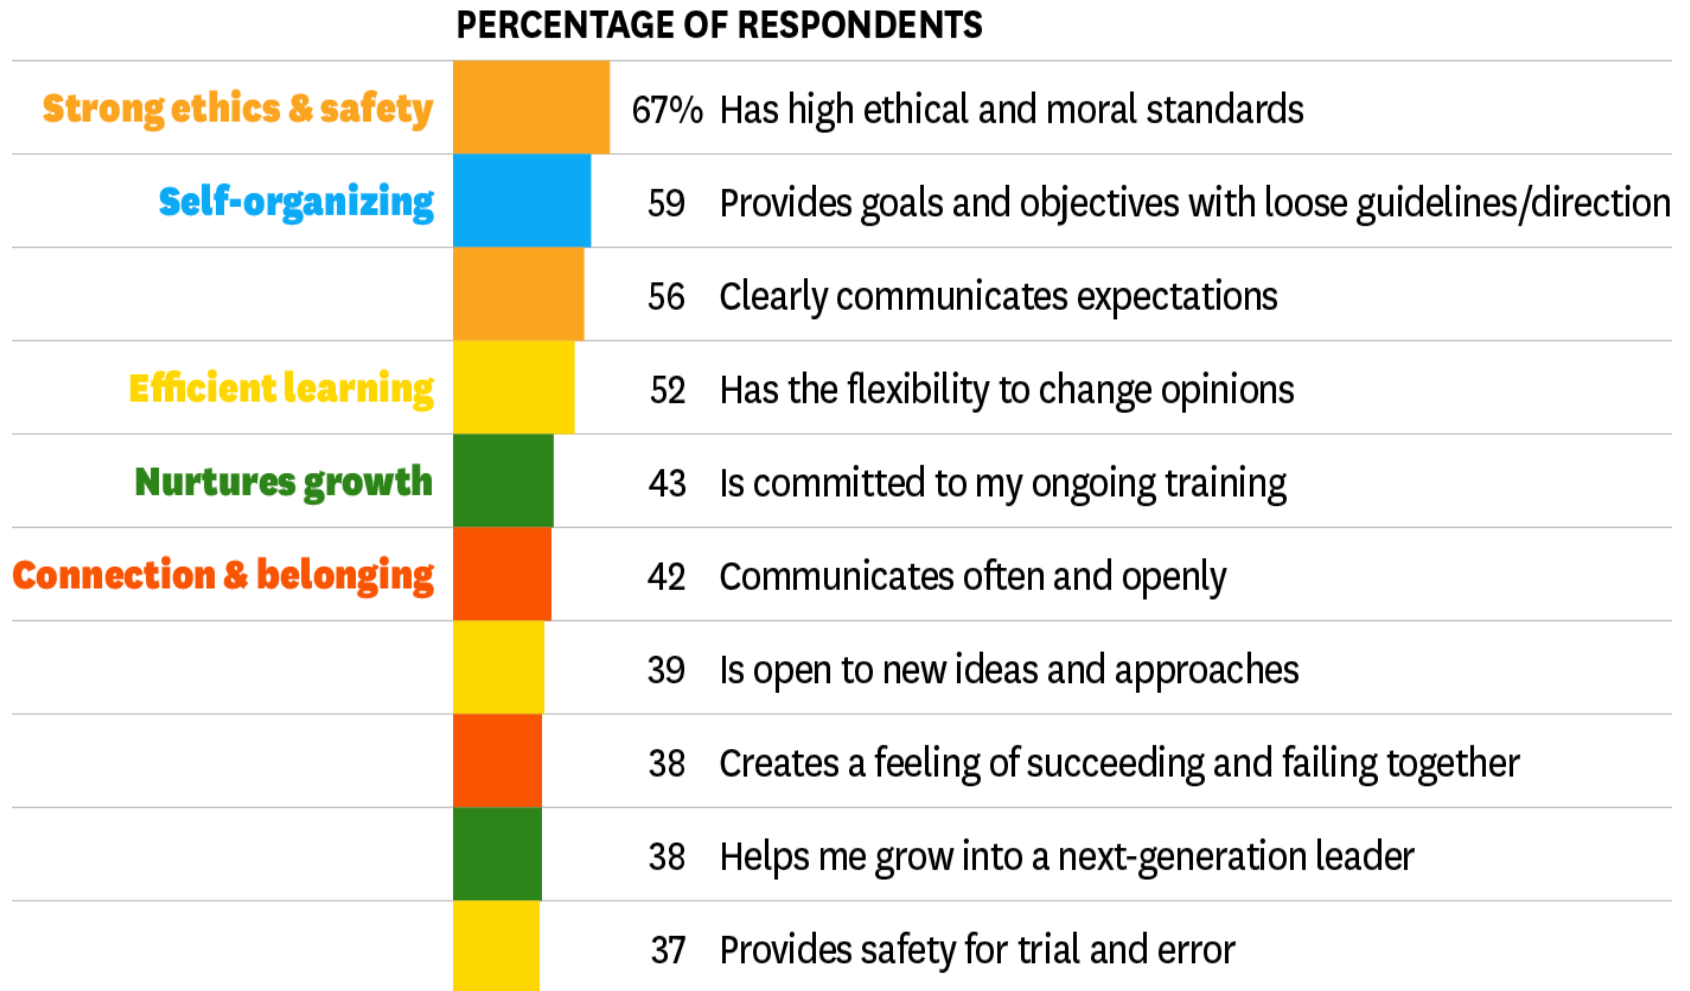 PERCENTAGE OF RESPONDENTS
Strong ethics & safety 67% Has high ethical and moral standards
Self-organizing 59 Provides goals and objectives with loose guidelines/direction
56 Clearly communicates expectations
Efficient learning 52 Has the flexibility to change opinions
Nurtures growth 43 Is committed to my ongoing training
Connection & belonging 42 Communicates often and openly
39 Is open to new ideas and approaches
38 Creates a feeling of succeeding and failing together
38 Helps me grow into a next-generation leader
37 Provides safety for trial and error